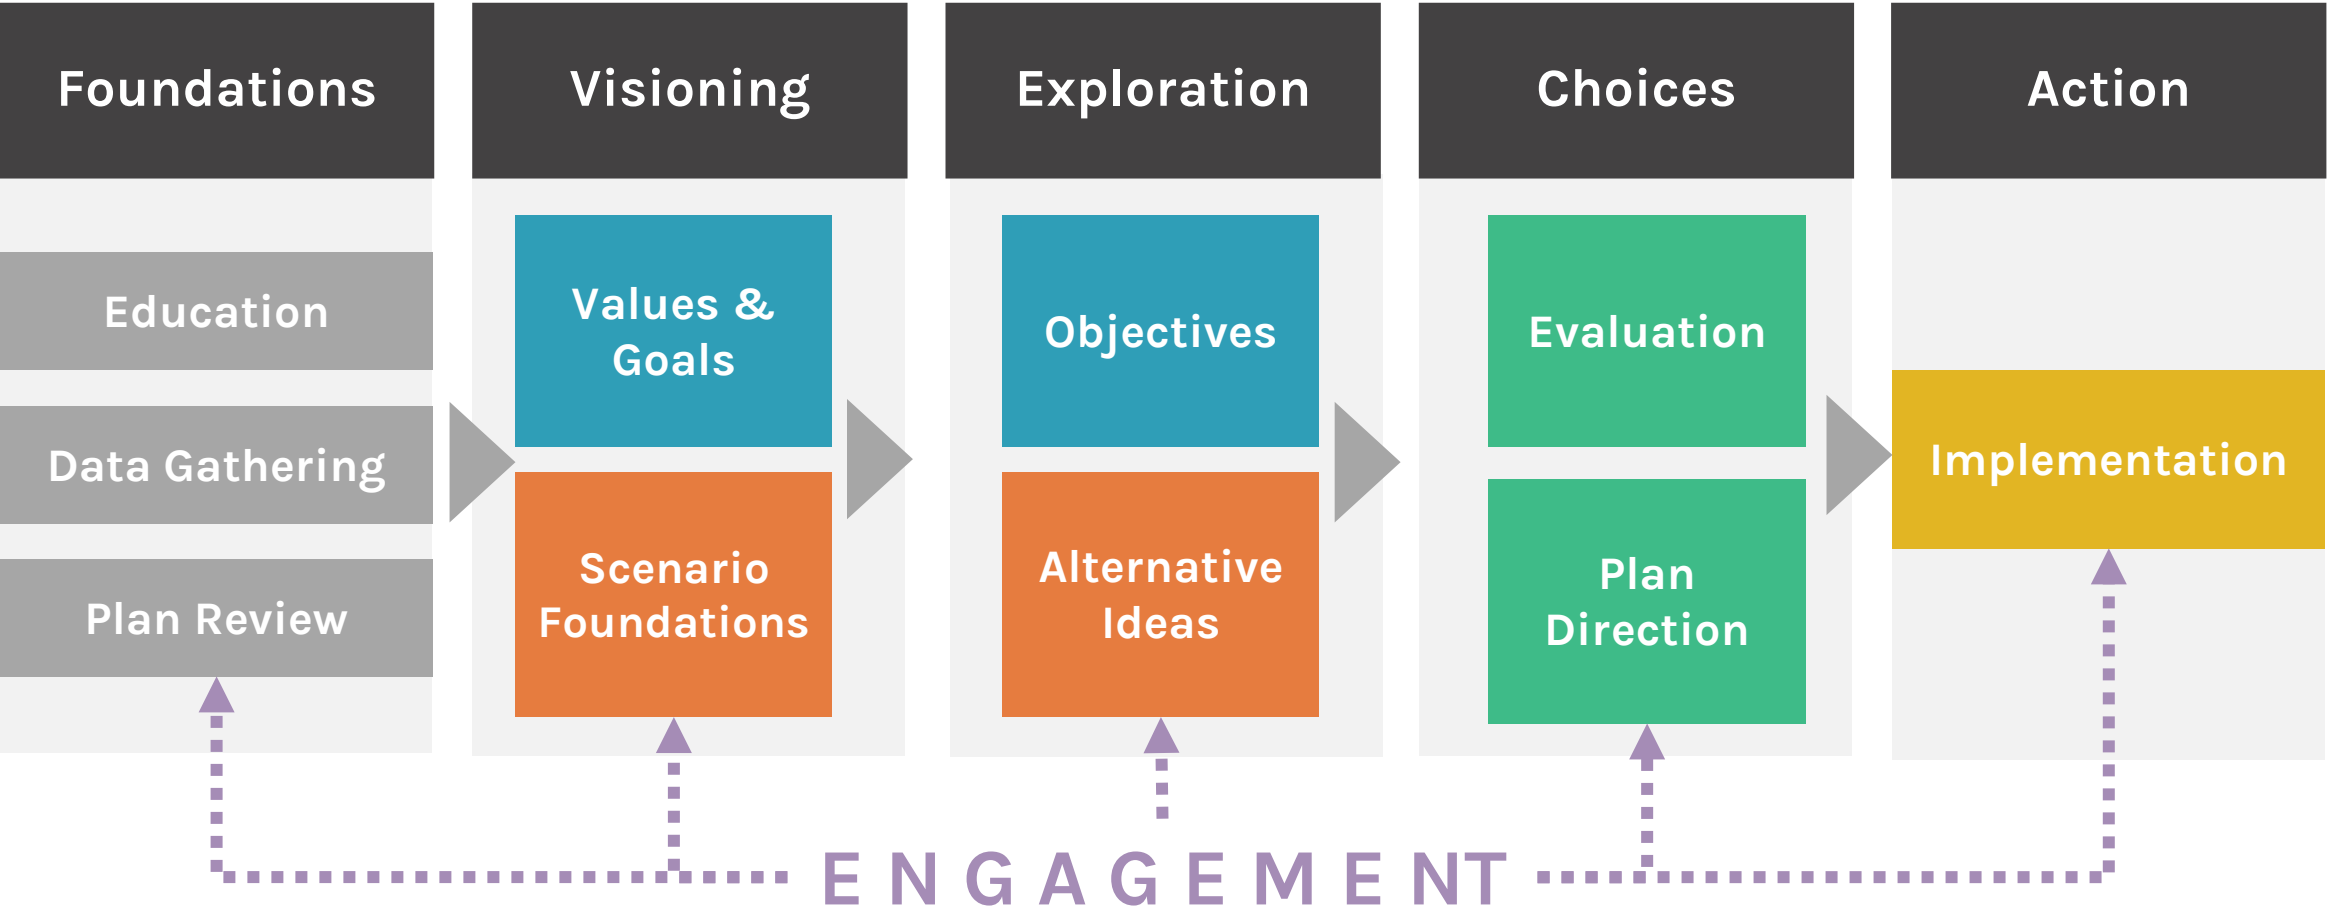 Foundations
Visioning
Exploration
Choices
Action
Education
Data Gathering
Plan Review
Values &
Goals
Scenario
Foundations
Objectives
Alternative
Ideas
Evaluation
Plan
Direction
Implementation
ENGAGEMENT